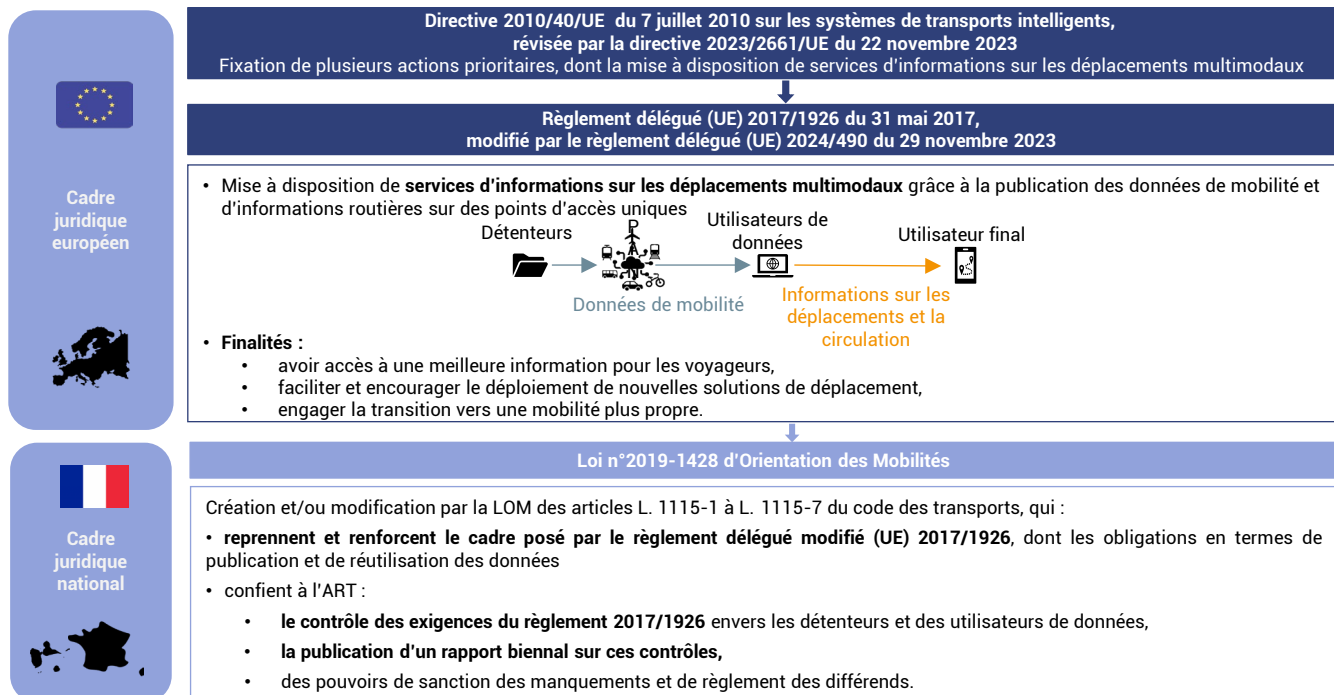 Directive 2010/40/UE du 7 juillet 2010 sur les systèmes de transports intelligents,
révisée par la directive 2023/2661/UE du 22 novembre 2023
Fixation de plusieurs actions prioritaires, dont la mise à disposition de services d'informations sur les déplacements multimodaux
Règlement délégué (UE) 2017/1926 du 31 mai 2017,
modifié par le règlement délégué (UE) 2024/490 du 29 novembre 2023
Cadre
juridique
européen
• Mise à disposition de services d'informations sur les déplacements multimodaux grâce à la publication des données de mobilité et
d'informations routières sur des points d'accès uniques
Détenteurs
P
Utilisateurs de
données
Utilisateur final
Données de mobilité
Informations sur les
déplacements et la
circulation
• Finalités :
• avoir accès à une meilleure information pour les voyageurs,
• faciliter et encourager le déploiement de nouvelles solutions de déplacement,
• engager la transition vers une mobilité plus propre.
Loi n°2019-1428 d'Orientation des Mobilités
Cadre
juridique
national
Création et/ou modification par la LOM des articles L. 1115-1 à L. 1115-7 du code des transports, qui :
• reprennent et renforcent le cadre posé par le règlement délégué modifié (UE) 2017/1926, dont les obligations en termes de
publication et de réutilisation des données
• confient à l'ART :
• le contrôle des exigences du règlement 2017/1926 envers les détenteurs et des utilisateurs de données,
• la publication d'un rapport biennal sur ces contrôles,
• des pouvoirs de sanction des manquements et de règlement des différends.